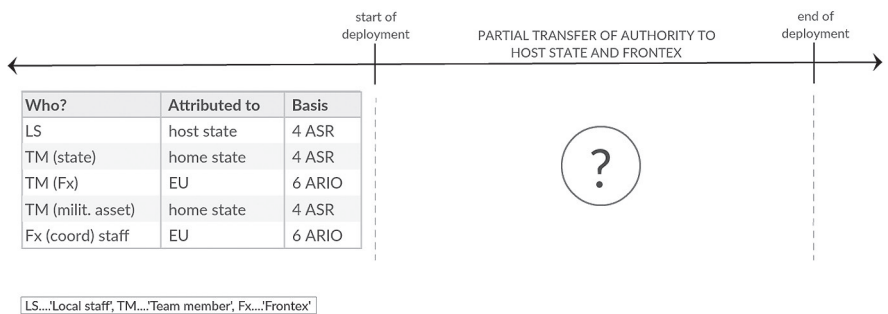 start of
deployment
PARTIAL TRANSFER OF AUTHORITY TO
HOST STATE AND FRONTEX
end of
deployment
Who? Attributed to Basis
LS host state 4 ASR
TM (state) home state 4 ASR
TM (Fx) EU 6 ARIO
TM (milit. asset) home state 4 ASR
Fx (coord) staff EU 6 ARIO
?
LS....'Local staff', TM....'Team member', Fx....'Frontex'